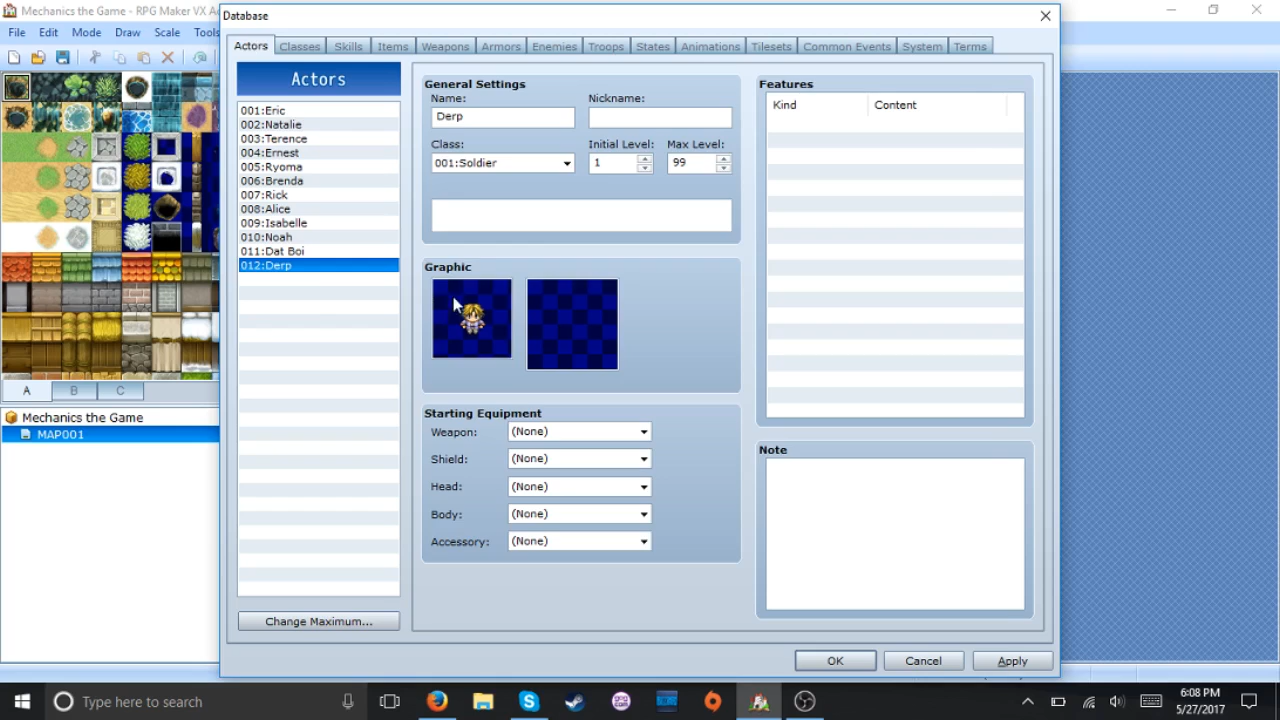 Mechanics the Game - RPG Maker VX Ac
File Edit Mode Draw Scale Tools
Database
Actors Classes Skills Items Weapons Armors Enemies Troops States Animations Tilesets Common Events System Terms
Actors
001:Eric
002:Natalie
003:Terence
004:Ernest
005:Ryoma
006:Brenda
007:Rick
008:Alice
009:Isabelle
010:Noah
011:Dat Boi
012:Derp
Change Maximum...
General Settings
Name: Nickname:
Derp
Class: Initial Level: Max Level:
001:Soldier 1 99
Graphic
Starting Equipment
Weapon: (None)
Shield: (None)
Head: (None)
Body: (None)
Accessory: (None)
Features
Kind Content
Note
OK Cancel Apply
A B C
Mechanics the Game
MAP001
Type here to search
gog.com
6:08 PM
5/27/2017